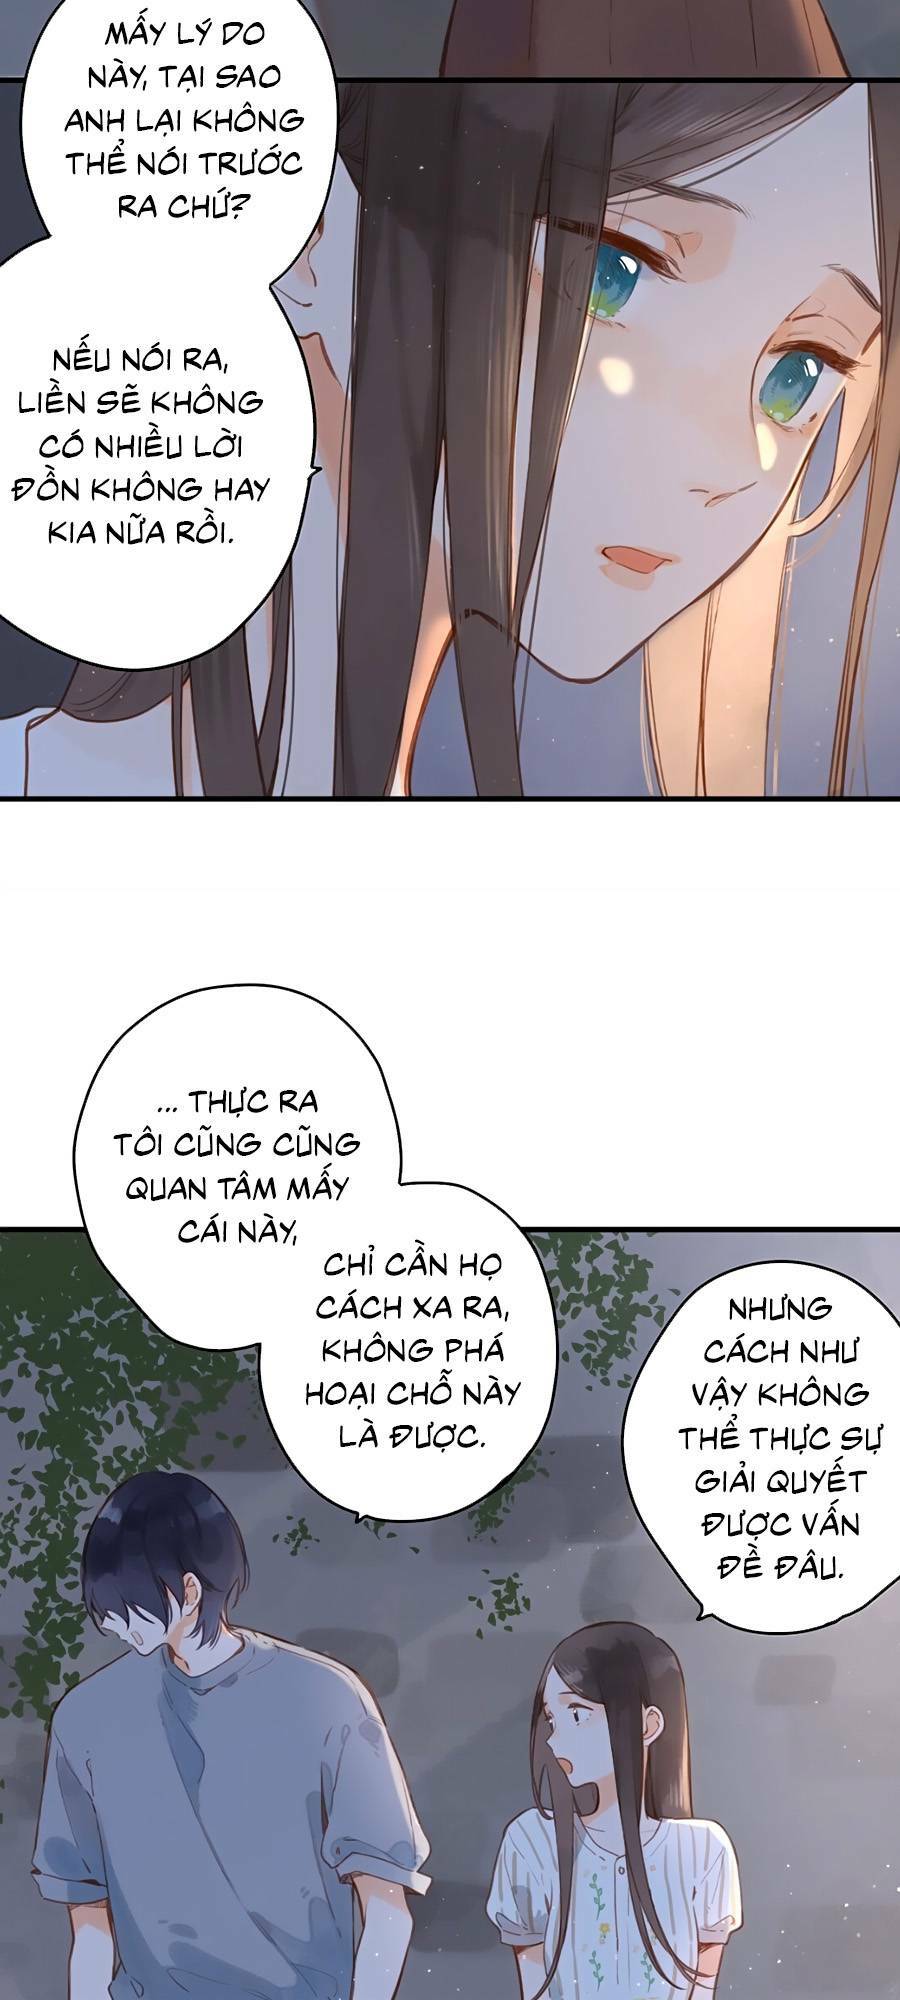 MẤY LÝ DO
NÀY, TẠI SAO
ANH LẠI KHÔNG
THỂ NÓI TRƯỚC
RA CHỨ?
NẾU NÓI RA,
LIỀN SẼ KHÔNG
CÓ NHIỀU LỜI
ĐỒN KHÔNG HAY
KIA NỮA RỒI.
... THỰC RA
TÔI CŨNG CŨNG
QUAN TÂM MẤY
CÁI NÀY,
CHỈ CẦN HỌ
CÁCH XA RA,
KHÔNG PHÁ
HOẠI CHỖ NÀY
LÀ ĐƯỢC.
NHƯNG
CÁCH NHƯ
VẬY KHÔNG
THỂ THỰC SỰ
GIẢI QUYẾT
ĐƯỢC VẤN
ĐỀ ĐÂU.